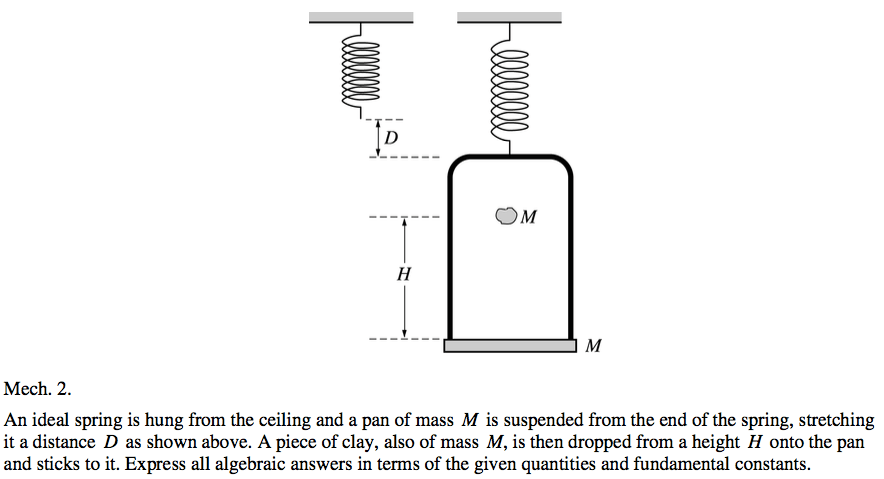 D
M
H
M
Mech. 2.
An ideal spring is hung from the ceiling and a pan of mass M is suspended from the end of the spring, stretching
it a distance D as shown above. A piece of clay, also of mass M, is then dropped from a height H onto the pan
and sticks to it. Express all algebraic answers in terms of the given quantities and fundamental constants.